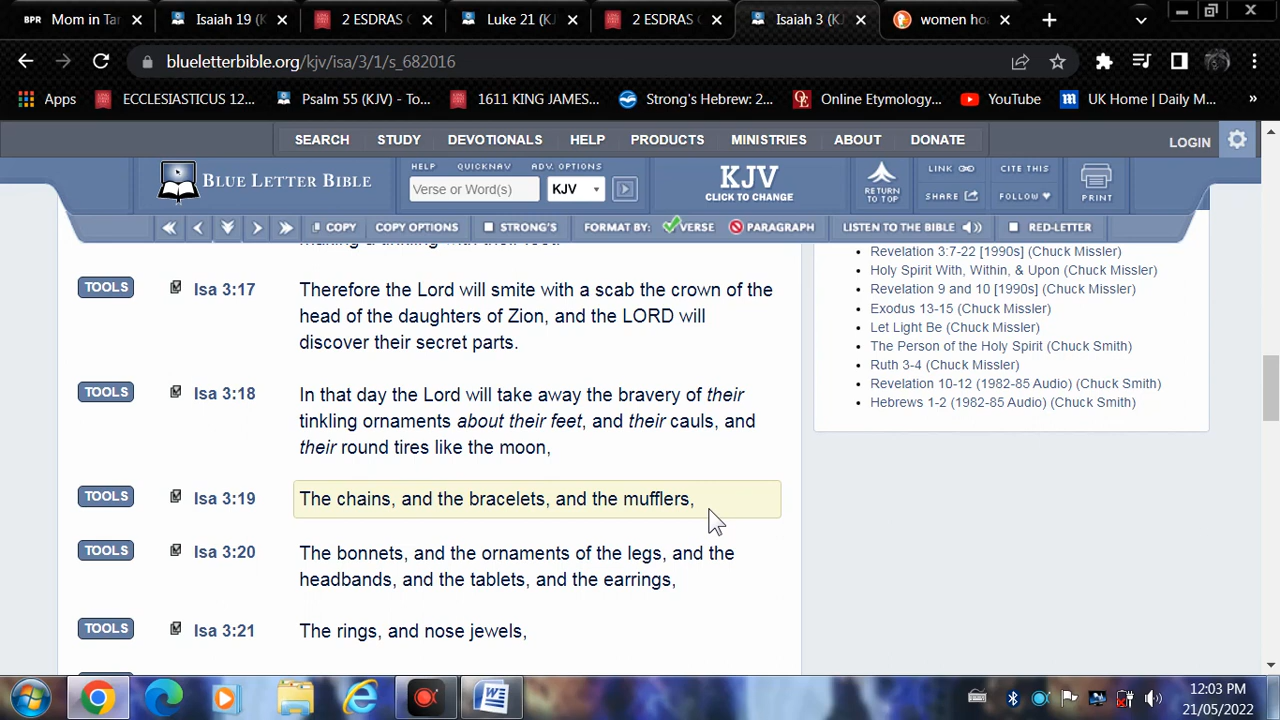 BPR Mom in Tar
Isaiah 19 (
2 ESDRAS
Luke 21 (KJ
2 ESDRAS
Isaiah 3 (K
women ho
blueletterbible.org/kjv/isa/3/1/s_682016
Apps
ECCLESIASTICUS 12...
Psalm 55 (KJV) - To...
1611 KING JAMES...
Strong's Hebrew: 2...
Online Etymology...
YouTube
UK Home | Daily M...
SEARCH STUDY DEVOTIONALS HELP PRODUCTS MINISTRIES ABOUT DONATE LOGIN
BLUE LETTER BIBLE
HELP QUICKNAV ADV. OPTIONS
Verse or Word(s) KJV
KJV
CLICK TO CHANGE
RETURN
TO TOP
LINK
CITE THIS
SHARE
FOLLOW
PRINT
COPY COPY OPTIONS STRONG'S FORMAT BY: VERSE PARAGRAPH LISTEN TO THE BIBLE RED-LETTER
TOOLS Isa 3:17 Therefore the Lord will smite with a scab the crown of the
head of the daughters of Zion, and the LORD will
discover their secret parts.
TOOLS Isa 3:18 In that day the Lord will take away the bravery of their
tinkling ornaments about their feet, and their cauls, and
their round tires like the moon,
TOOLS Isa 3:19 The chains, and the bracelets, and the mufflers,
TOOLS Isa 3:20 The bonnets, and the ornaments of the legs, and the
headbands, and the tablets, and the earrings,
TOOLS Isa 3:21 The rings, and nose jewels,
Revelation 3:7-22 [1990s] (Chuck Missler)
Holy Spirit With, Within, & Upon (Chuck Missler)
Revelation 9 and 10 [1990s] (Chuck Missler)
Exodus 13-15 (Chuck Missler)
Let Light Be (Chuck Missler)
The Person of the Holy Spirit (Chuck Smith)
Ruth 3-4 (Chuck Missler)
Revelation 10-12 (1982-85 Audio) (Chuck Smith)
Hebrews 1-2 (1982-85 Audio) (Chuck Smith)
12:03 PM
21/05/2022